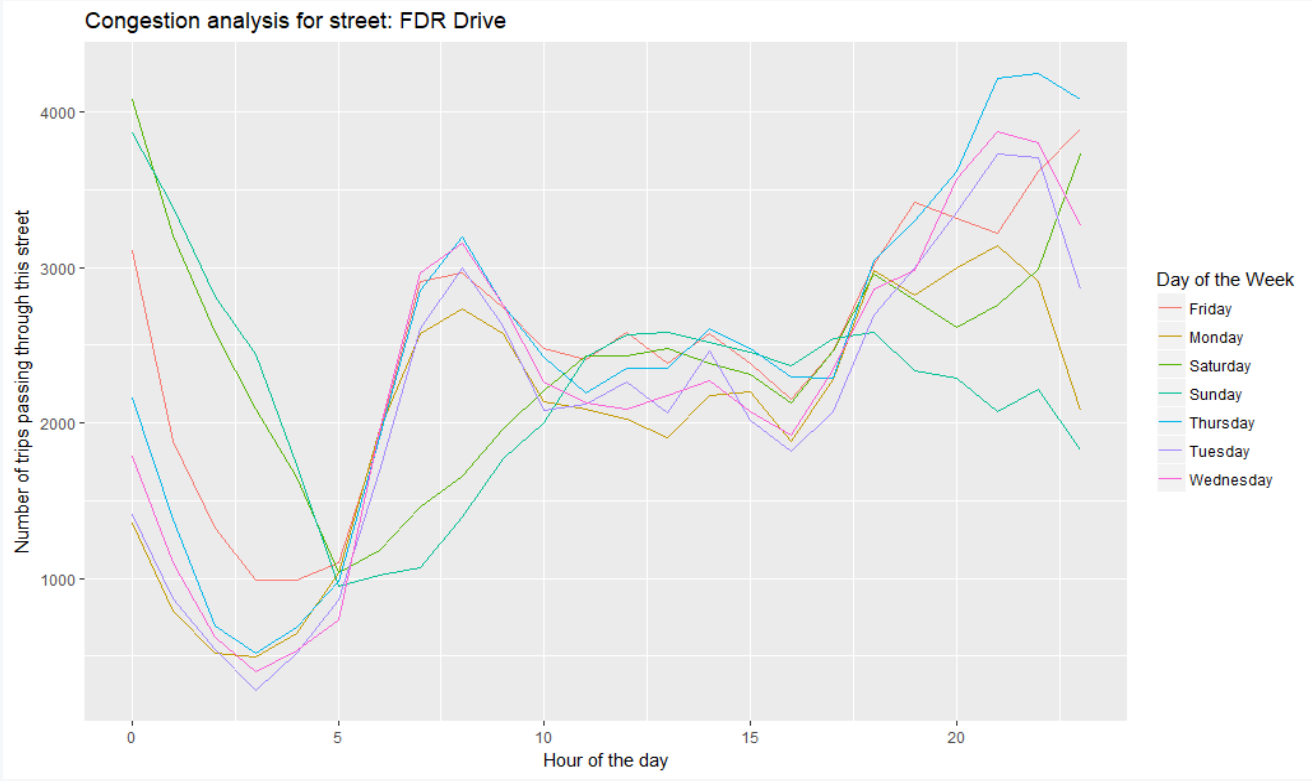 Congestion analysis for street: FDR Drive
Number of trips passing through this street
4000
3000
2000
1000
0
5
10
15
20
Hour of the day
Day of the Week
Friday
Monday
Saturday
Sunday
Thursday
Tuesday
Wednesday